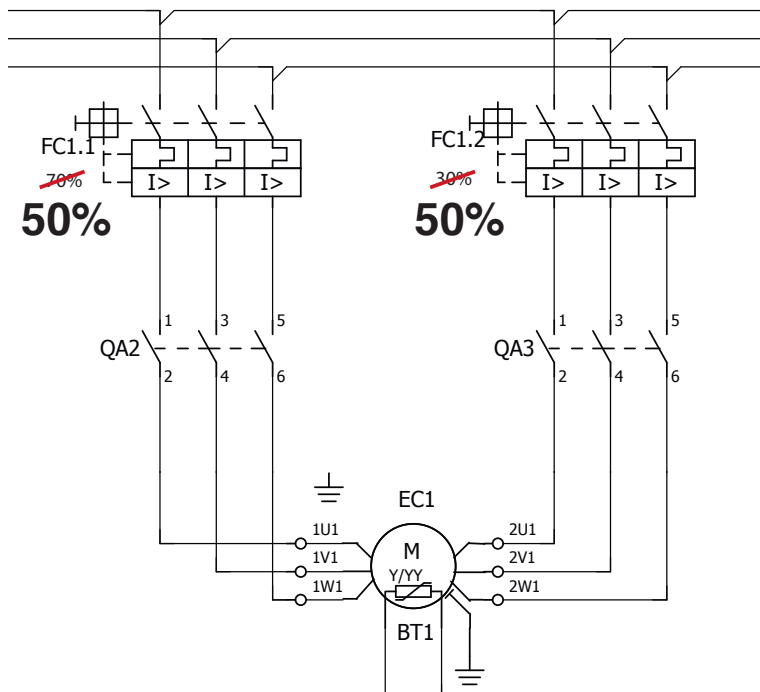 FC1.1
FC1.2
70%
30%
I> I> I>
I> I> I>
50%
50%
1 3 5
1 3 5
QA2
QA3
2 4 6
2 4 6
EC1
1U1
2U1
M
1V1
2V1
Y/YY
1W1
2W1
BT1